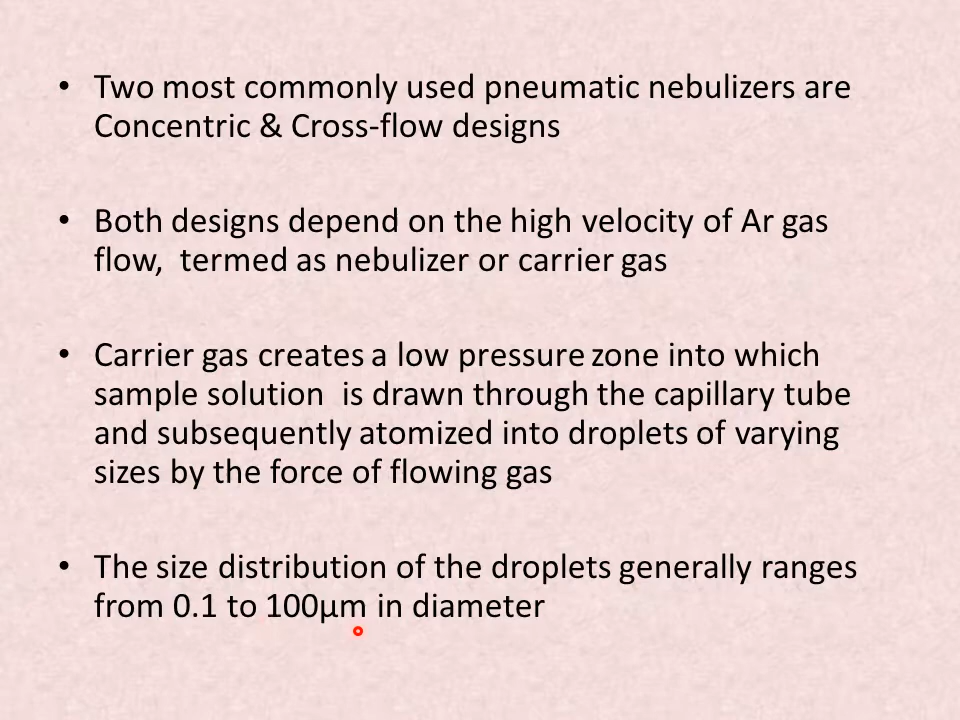 • Two most commonly used pneumatic nebulizers are
Concentric & Cross-flow designs
• Both designs depend on the high velocity of Ar gas
flow,  termed as nebulizer or carrier gas
• Carrier gas creates a low pressure zone into which
sample solution  is drawn through the capillary tube
and subsequently atomized into droplets of varying
sizes by the force of flowing gas
• The size distribution of the droplets generally ranges
from 0.1 to 100µm in diameter